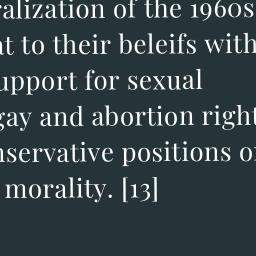 ralization of the 1960s
at to their beleifs with
upport for sexual
gay and abortion right
nservative positions o
morality. [13]